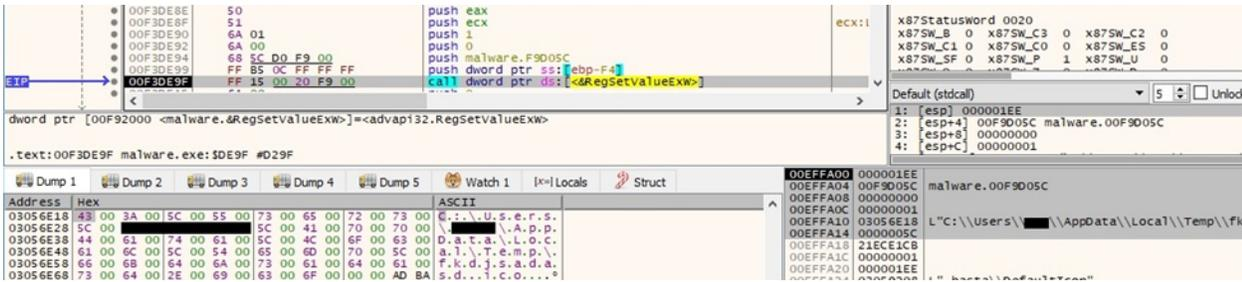 00F3DE8E 50 push eax
00F3DE8F 51 push ecx ecx:L
00F3DE90 6A 01 push 1
00F3DE92 6A 00 push 0
00F3DE94 68 5C D0 F9 00 push malware.F9D05C
00F3DE99 FF B5 0C FF FF FF push dword ptr ss:[ebp-F4]
EIP 00F3DE9F FF 15 00 20 F9 00 call dword ptr ds:[<&RegSetValueExW>]
dword ptr [00F92000 <malware.&RegSetValueExW>]=<advapi32.RegSetValueExW>
.text:00F3DE9F malware.exe:$DE9F #D29F
x87StatusWord 0020
x87SW_B 0 x87SW_C3 0 x87SW_C2 0
x87SW_C1 0 x87SW_C0 0 x87SW_ES 0
x87SW_SF 0 x87SW_P 1 x87SW_U 0
Default (stdcall) 5 Unlock
1: [esp] 000001EE
2: [esp+4] 00F9D05C malware.00F9D05C
3: [esp+8] 00000000
4: [esp+C] 00000001
Dump 1 Dump 2 Dump 3 Dump 4 Dump 5 Watch 1 [x=] Locals Struct
Address Hex ASCII
03056E18 43 00 3A 00 5C 00 55 00 73 00 65 00 72 00 73 00 C.:.\.U.s.e.r.s.
03056E28 5C 00 5C 00 41 00 70 00 70 00 \. \.A.p.p.
03056E38 44 00 61 00 74 00 61 00 5C 00 4C 00 6F 00 63 00 D.a.t.a.\.L.o.c.
03056E48 61 00 6C 00 5C 00 54 00 65 00 6D 00 70 00 5C 00 a.l.\.T.e.m.p.\.
03056E58 66 00 6B 00 64 00 6A 00 73 00 61 00 64 00 61 00 f.k.d.j.s.a.d.a.
03056E68 73 00 64 00 2E 00 69 00 63 00 6F 00 00 00 AD BA s.d...i.c.o....º
00EFFA00 000001EE
00EFFA04 00F9D05C malware.00F9D05C
00EFFA08 00000000
00EFFA0C 00000001
00EFFA10 03056E18 L"C:\\Users\\ \\AppData\\Local\\Temp\\fk
00EFFA14 0000005C
00EFFA18 21ECE1CB
00EFFA1C 00000001
00EFFA20 000001EE